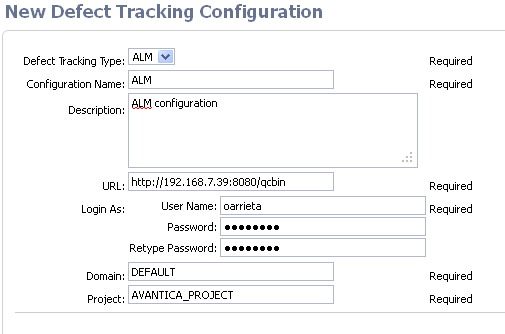 New Defect Tracking Configuration
Defect Tracking Type: ALM Required
Configuration Name: ALM Required
Description: ALM configuration
URL: http://192.168.7.39:8080/qcbin Required
Login As: User Name: oarrieta Required
Password: ●●●●●●●●
Retype Password: ●●●●●●●●
Domain: DEFAULT Required
Project: AVANTICA_PROJECT Required